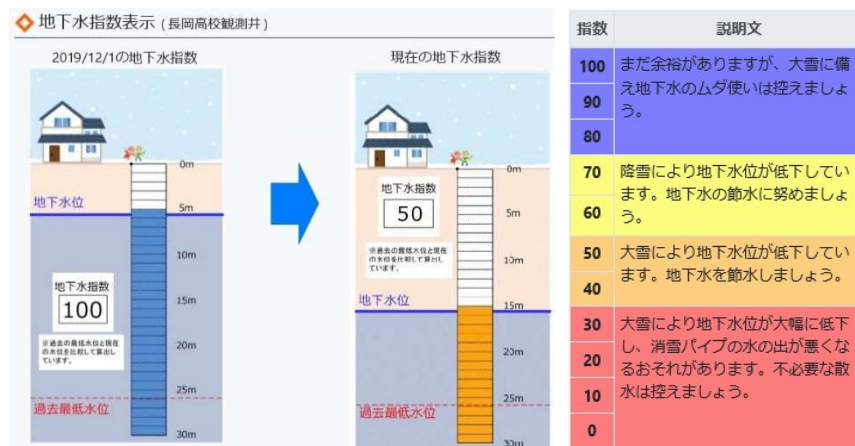 地下水指数表示 (長岡高校観測井)
2019/12/1の地下水指数
0m
地下水位
5m
10m
地下水指数
100
15m
※過去の最低水位と現在
の水位を比較して算出し
ています。
20m
25m
過去最低水位
30m
現在の地下水指数
0m
地下水指数
50
5m
※過去の最低水位と現在
の水位を比較して算出し
ています。
10m
地下水位
15m
20m
25m
過去最低水位
30m
指数 説明文
100 まだ余裕がありますが、大雪に備
90 え地下水のムダ使いは控えましょ
80 う。
70 降雪により地下水位が低下してい
ます。地下水の節水に努めましょ
60 う。
50 大雪により地下水位が低下してい
40 ます。地下水を節水しましょう。
30 大雪により地下水位が大幅に低下
20 し、消雪パイプの水の出が悪くな
るおそれがあります。不必要な散
10 水は控えましょう。
0